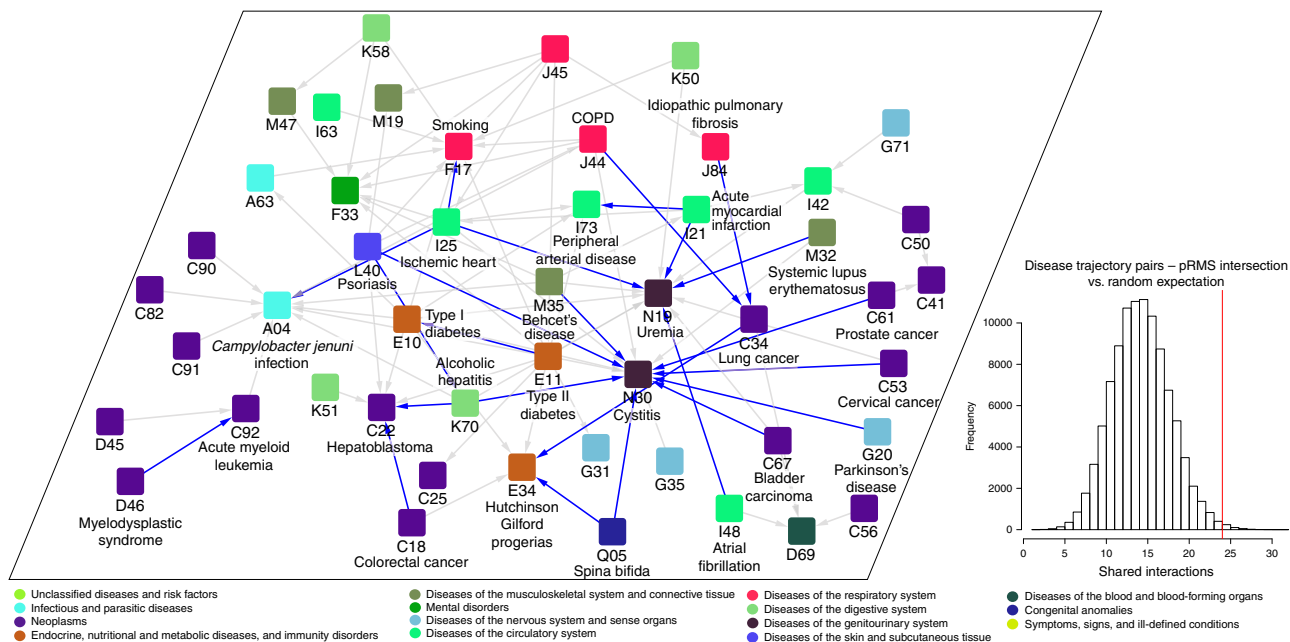 K58
J45
K50
Idiopathic pulmonary
fibrosis
M47
I63
M19
Smoking
COPD
G71
F17
J44
J84
A63
F33
I42
I25
I73
I21
Acute
myocardial
infarction
C50
C90
L40
Psoriasis
Ischemic heart
Peripheral
arterial disease
M32
Systemic lupus
erythematosus
C82
A04
Campylobacter jenuni
infection
E10
Type I
diabetes
M35
Behcet's
disease
N19
Uremia
C34
Lung cancer
C61
Prostate cancer
C41
C91
Alcoholic
hepatitis
E11
Type II
diabetes
N30
Cystitis
C53
Cervical cancer
K51
C22
Hepatoblastoma
K70
D45
C92
Acute myeloid
leukemia
G31
G35
C67
Bladder
carcinoma
G20
Parkinson's
disease
D46
Myelodysplastic
syndrome
C25
E34
Hutchinson
Gilford
progerias
C18
Colorectal cancer
Q05
Spina bifida
I48
Atrial
fibrillation
D69
C56
Disease trajectory pairs – pRMS intersection
vs. random expectation
Frequency
10000
8000
6000
4000
2000
0
0 5 10 15 20 25 30
Shared interactions
Unclassified diseases and risk factors
Infectious and parasitic diseases
Neoplasms
Endocrine, nutritional and metabolic diseases, and immunity disorders
Diseases of the musculoskeletal system and connective tissue
Mental disorders
Diseases of the nervous system and sense organs
Diseases of the circulatory system
Diseases of the respiratory system
Diseases of the digestive system
Diseases of the genitourinary system
Diseases of the skin and subcutaneous tissue
Diseases of the blood and blood-forming organs
Congenital anomalies
Symptoms, signs, and ill-defined conditions